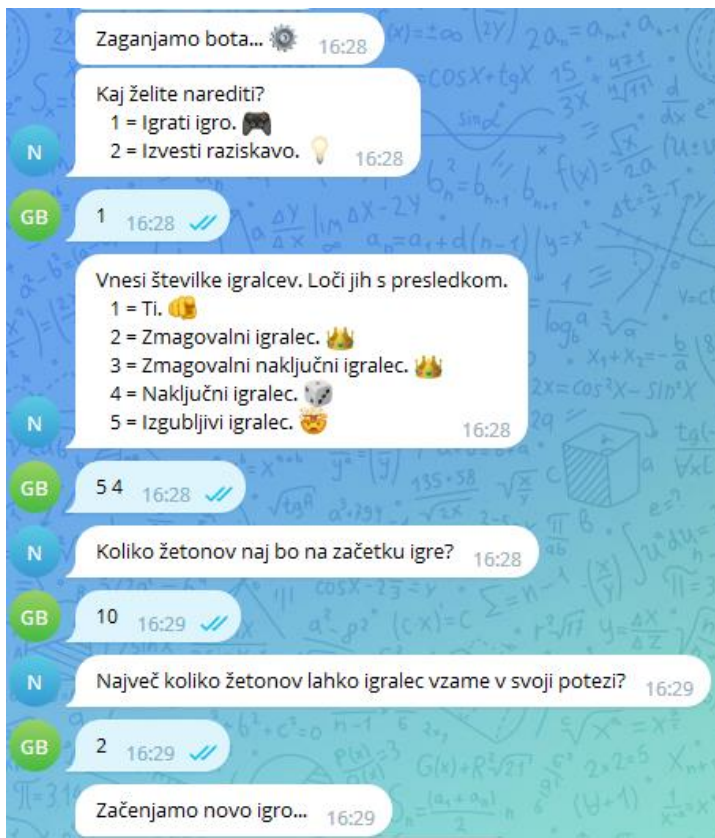 Zaganjamo bota... ⚙️ 16:28
Kaj želite narediti?
1 = Igrati igro. 🎮
2 = Izvesti raziskavo. 💡 16:28
N
GB
1 16:28
Vnesi številke igralcev. Loči jih s presledkom.
1 = Ti. 🫵
2 = Zmagovalni igralec. 👑
3 = Zmagovalni naključni igralec. 👑
4 = Naključni igralec. 🎲
5 = Izgubljivi igralec. 🤯 16:28
N
GB
5 4 16:28
N
Koliko žetonov naj bo na začetku igre? 16:28
GB
10 16:29
N
Največ koliko žetonov lahko igralec vzame v svoji potezi? 16:29
GB
2 16:29
Začenjamo novo igro... 16:29